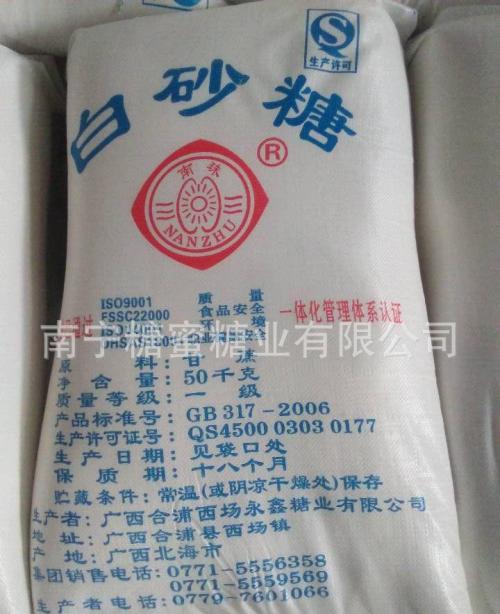 QS
生产许可
白砂糖
®
南珠
NANZHU
ISO9001 质量
FSSC22000 食品安全
一体化管理体系认证
通过
南宁糖蜜糖业有限公司
原料:甘蔗
净含量:50千克
质量等级:一级
产品标准号:GB 317-2006
生产许可证号:QS4500 0303 0177
生产日期:见袋口处
保质期:十八个月
贮藏条件:常温(或阴凉干燥处)保存
生产者:广西合浦西场永鑫糖业有限公司
地址:广西合浦县西场镇
产地:广西北海市
集团销售电话:0771-5556358
0771-5559569
生产者电话:0779-7601066